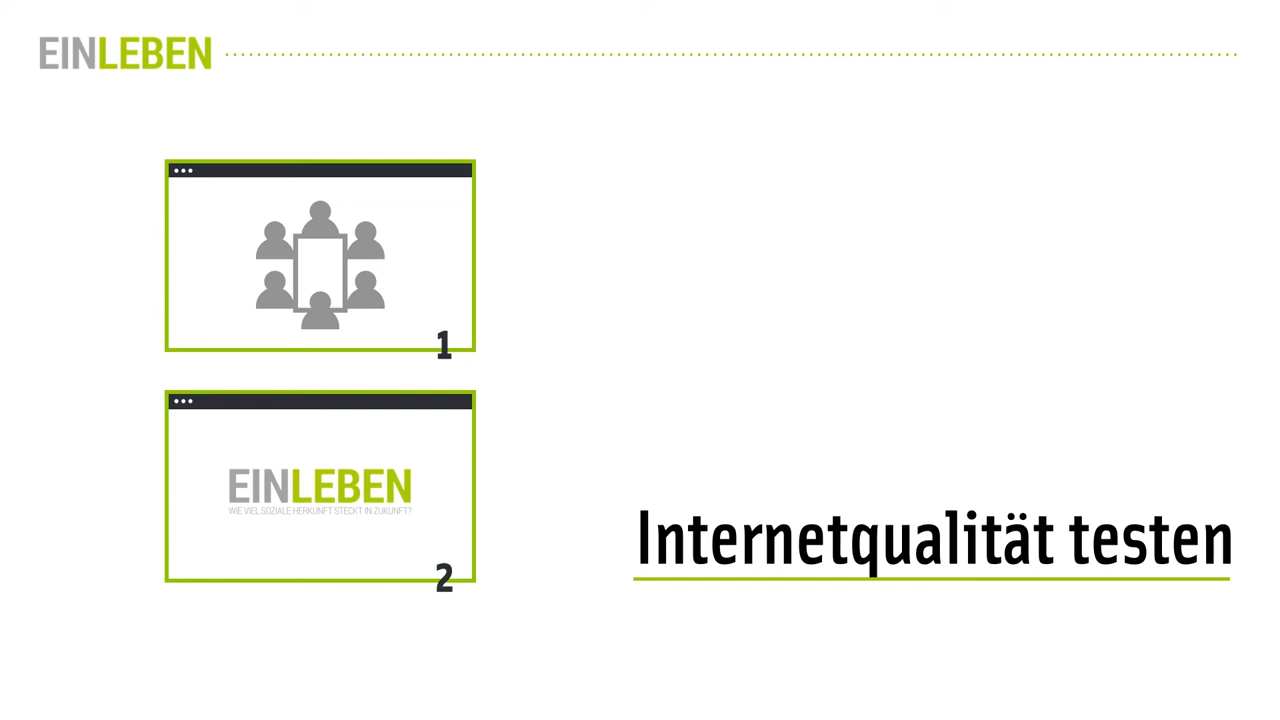 EINLEBEN
1
EINLEBEN
WIE VIEL SOZIALE HERKUNFT STECKT IN ZUKUNFT?
2
Internetqualität testen